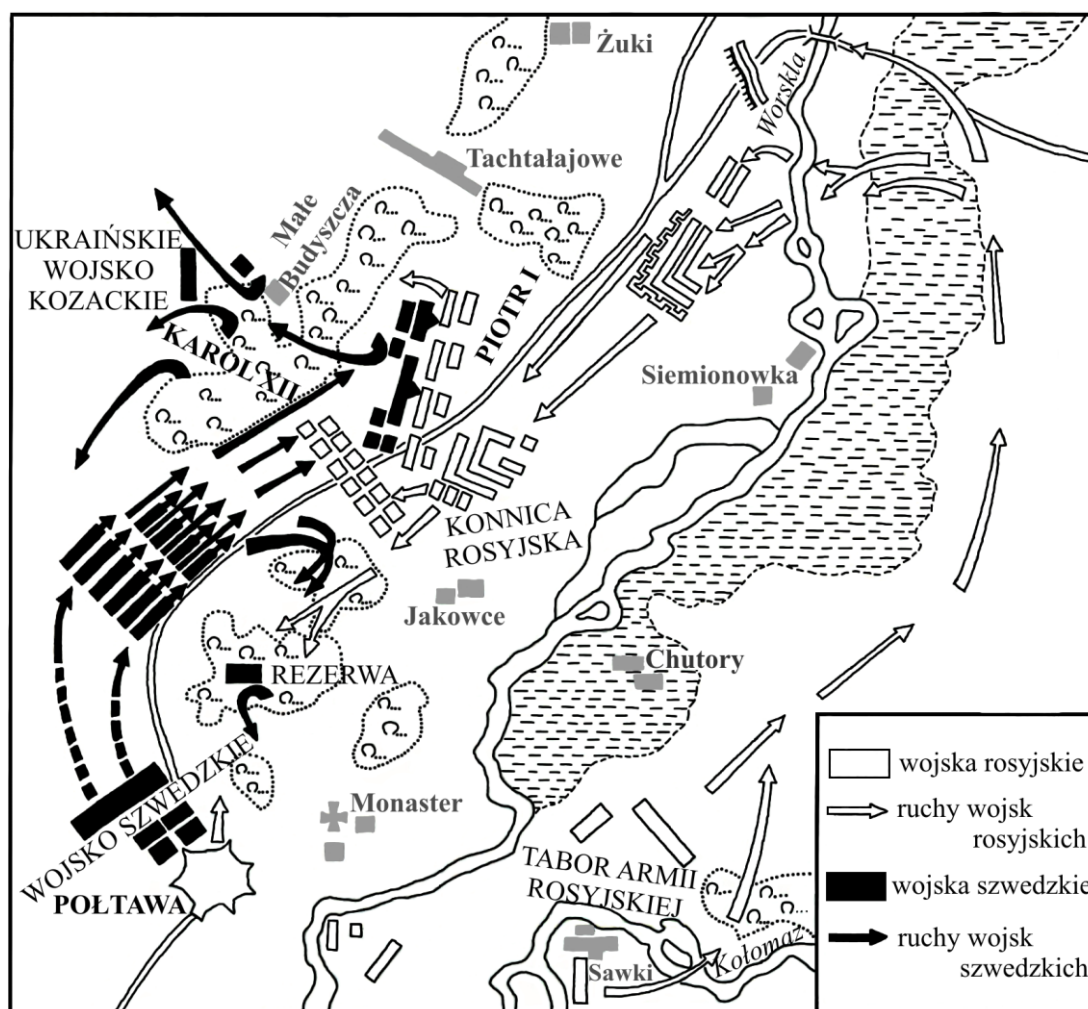 Żuki
Worskla
Tachtałajowe
Małe
Budyszcza
UKRAIŃSKIE
WOJSKO
KOZACKIE
PIOTR I
KAROL XII
Siemionowka
KONNICA
ROSYJSKA
Jakowce
Chutory
REZERWA
WOJSKO SZWEDZKIE
Monaster
POŁTAWA
TABOR ARMII
ROSYJSKIEJ
Sawki
Kołomaż
wojska rosyjskie
ruchy wojsk
rosyjskich
wojska szwedzkie
ruchy wojsk
szwedzkich